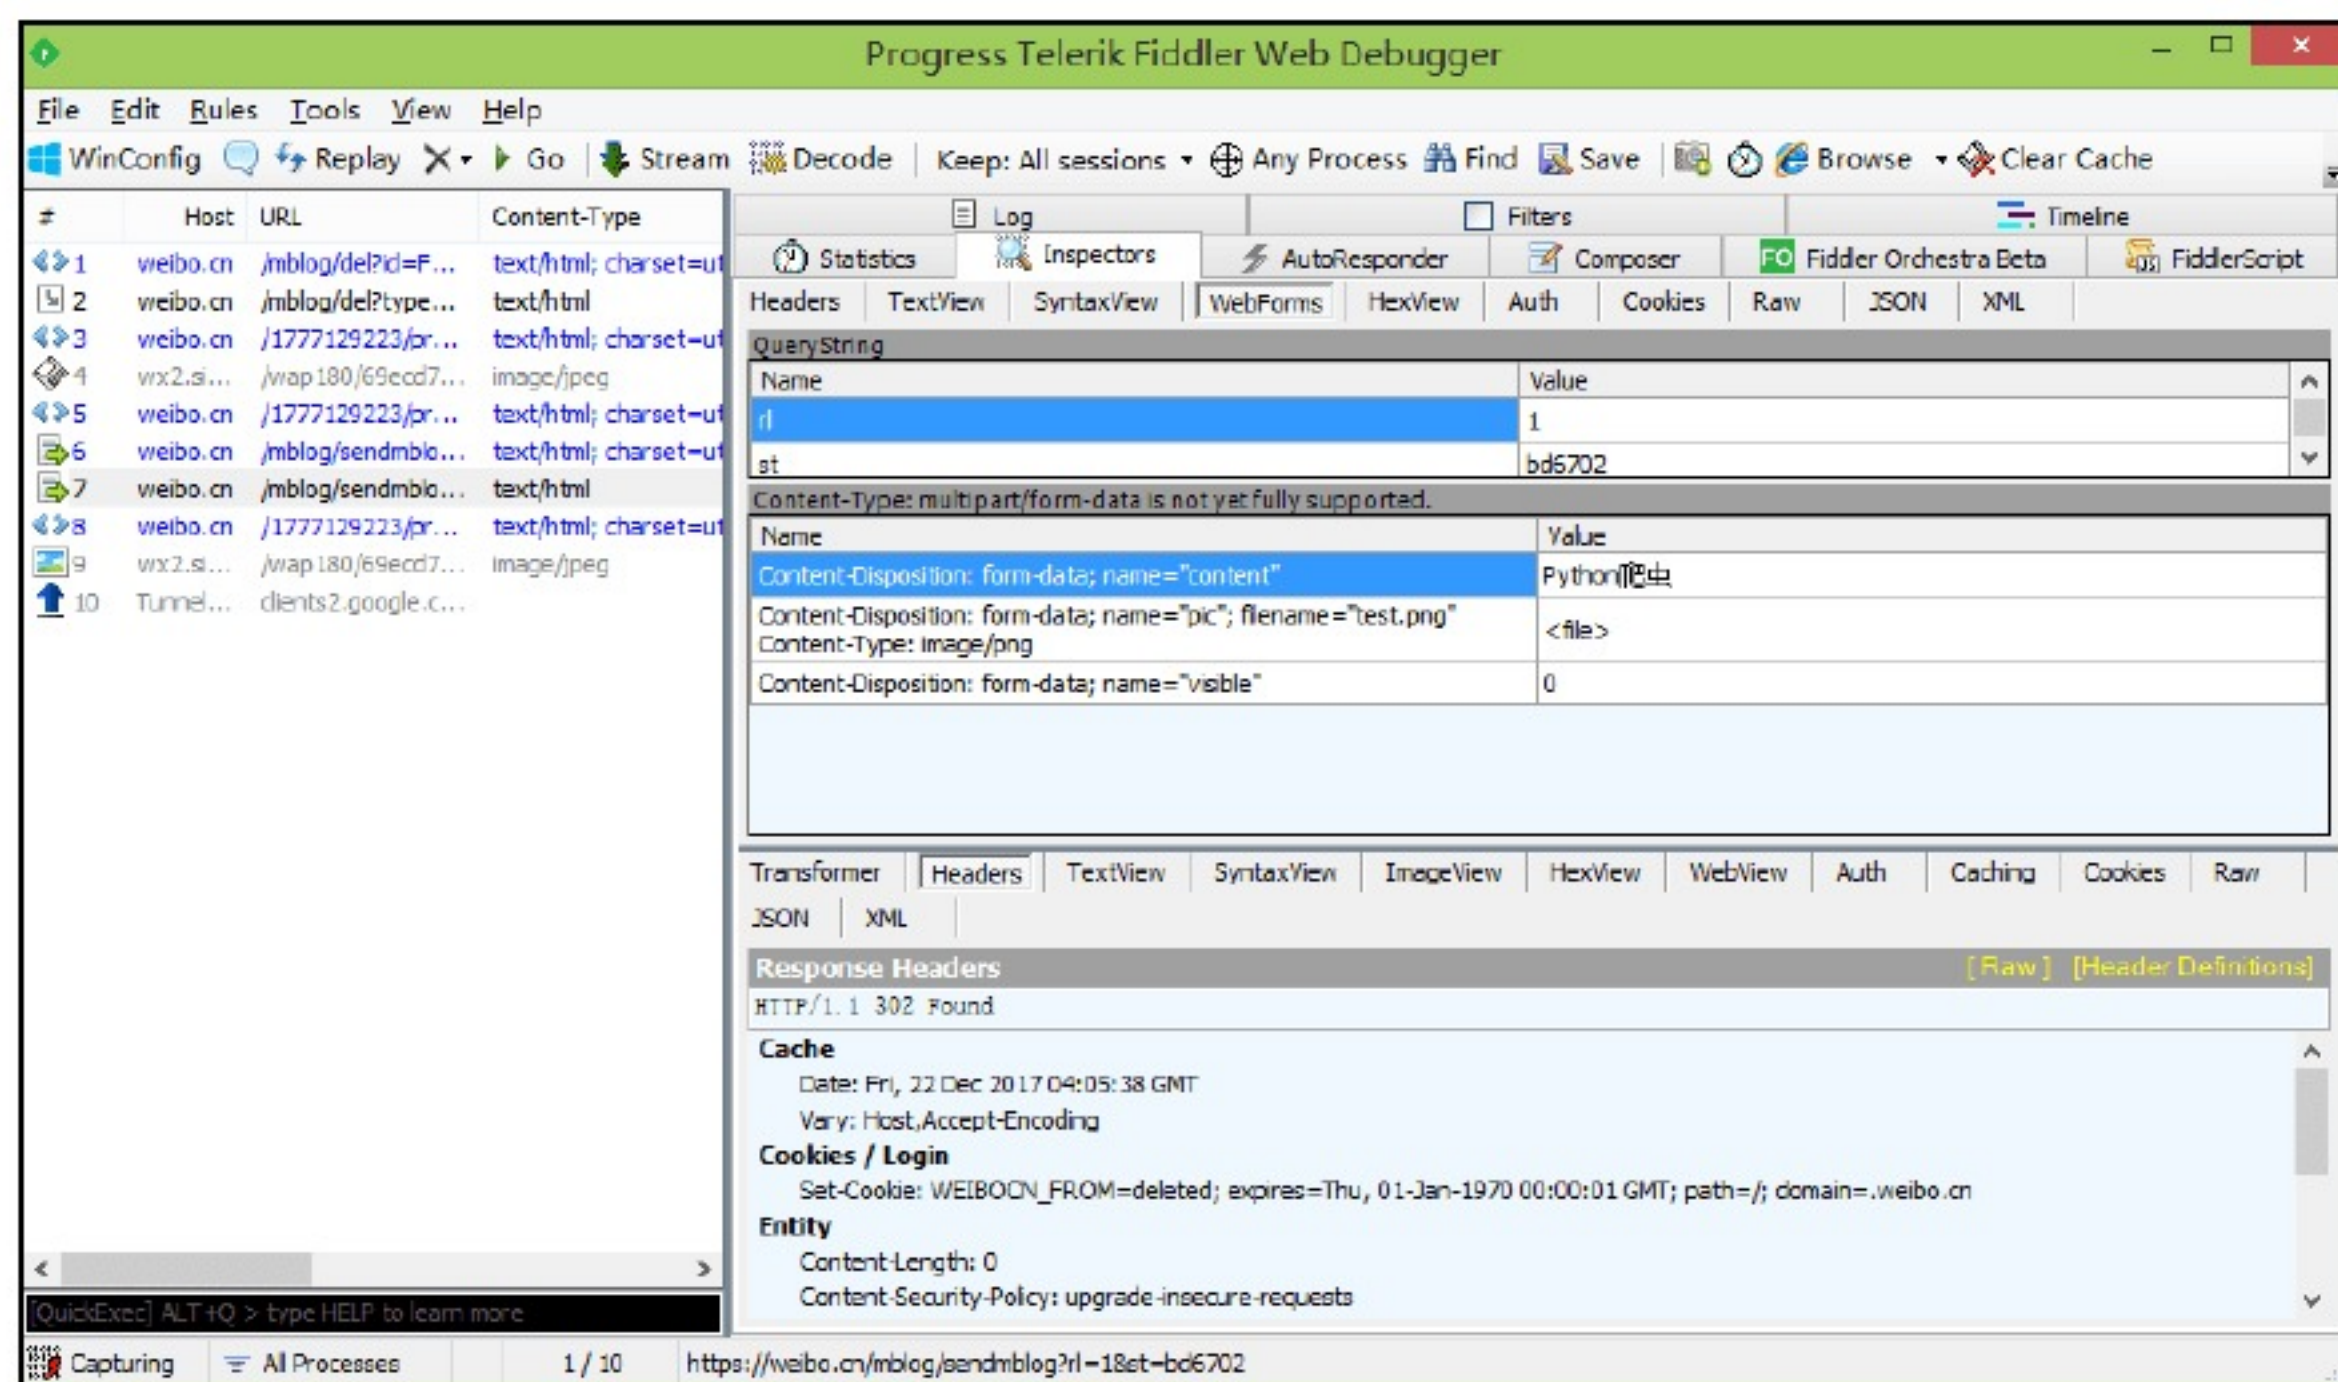 Progress Telerik Fiddler Web Debugger
File Edit Rules Tools View Help
WinConfig Replay Go Stream Decode Keep: All sessions Any Process Find Save Browse Clear Cache
# Host URL Content-Type
1 weibo.cn /mblog/del?id=F... text/html; charset=ut
2 weibo.cn /mblog/del?type... text/html
3 weibo.cn /1777129223/pr... text/html; charset=ut
4 wx2.si... /wap180/69ecd7... image/jpeg
5 weibo.cn /1777129223/pr... text/html; charset=ut
6 weibo.cn /mblog/sendmblo... text/html; charset=ut
7 weibo.cn /mblog/sendmblo... text/html
8 weibo.cn /1777129223/pr... text/html; charset=ut
9 wx2.si... /wap180/69ecd7... image/jpeg
10 Tunnel... clients2.google.c...
[QuickExec] ALT+Q > type HELP to learn more
Log Filters Timeline
Statistics Inspectors AutoResponder Composer FO Fiddler Orchestra Beta FiddlerScript
Headers TextView SyntaxView WebForms HexView Auth Cookies Raw JSON XML
QueryString
Name Value
rl 1
st bd6702
Content-Type: multipart/form-data is not yet fully supported.
Name Value
Content-Disposition: form-data; name="content" Python爬虫
Content-Disposition: form-data; name="pic"; filename="test.png"
Content-Type: image/png <file>
Content-Disposition: form-data; name="visible" 0
Transformer Headers TextView SyntaxView ImageView HexView WebView Auth Caching Cookies Raw
JSON XML
Response Headers [Raw] [Header Definitions]
HTTP/1.1 302 Found
Cache
Date: Fri, 22 Dec 2017 04:05:38 GMT
Vary: Host,Accept-Encoding
Cookies / Login
Set-Cookie: WEIBOCN_FROM=deleted; expires=Thu, 01-Jan-1970 00:00:01 GMT; path=/; domain=.weibo.cn
Entity
Content-Length: 0
Content-Security-Policy: upgrade-insecure-requests
Capturing All Processes 1 / 10 https://weibo.cn/mblog/sendmblog?rl=1&st=bd6702